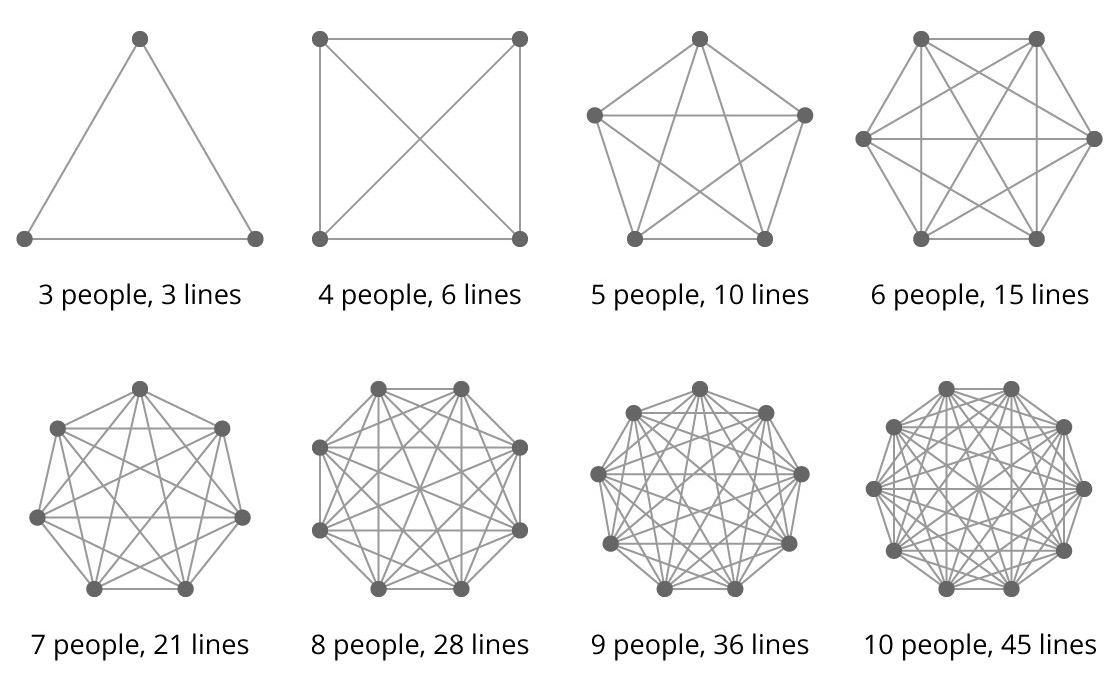 3 people, 3 lines
4 people, 6 lines
5 people, 10 lines
6 people, 15 lines
7 people, 21 lines
8 people, 28 lines
9 people, 36 lines
10 people, 45 lines